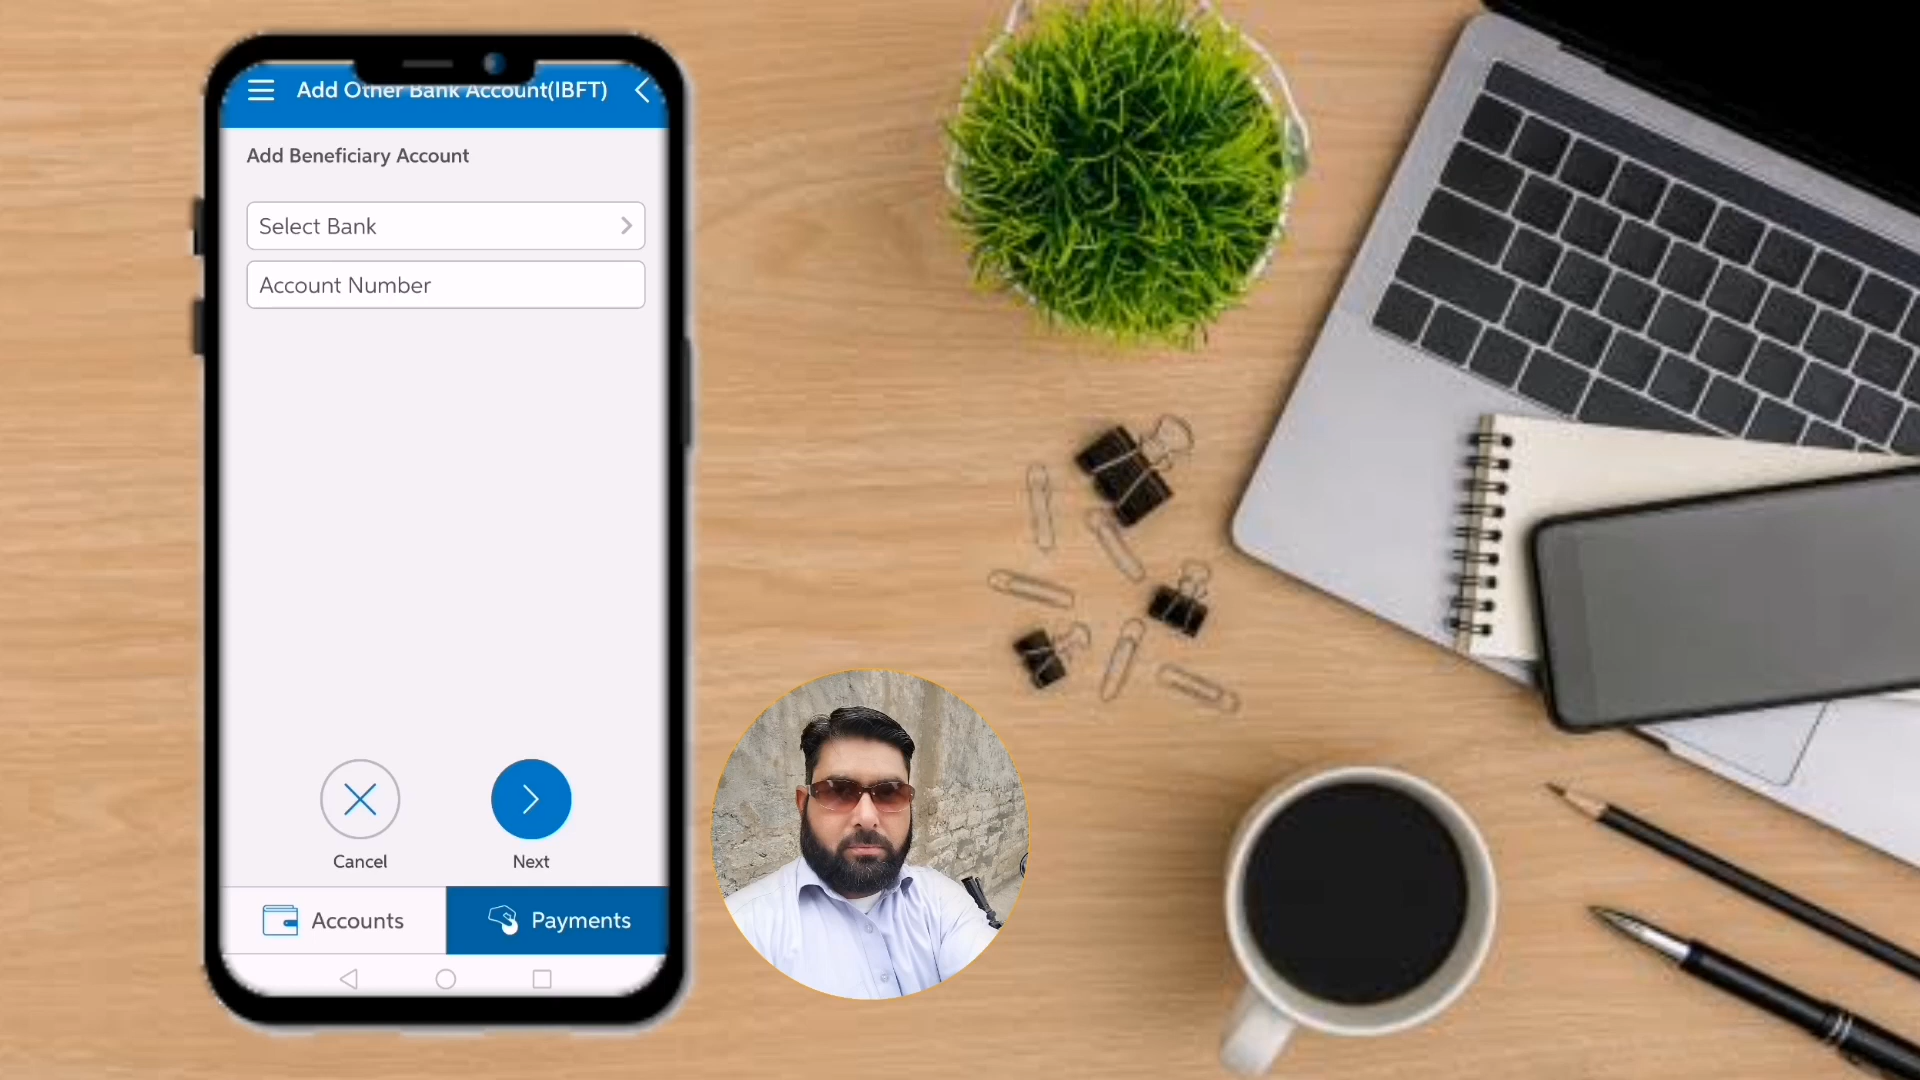 Add Other Bank Account(IBFT)
Add Beneficiary Account
Select Bank
Account Number
Cancel
Next
Accounts
Payments